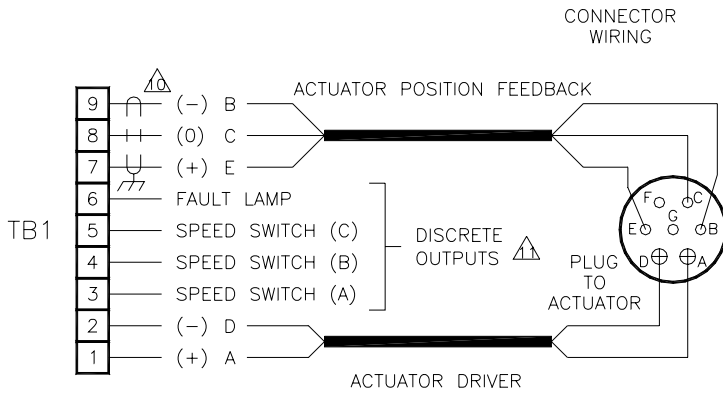 CONNECTOR
WIRING
10
ACTUATOR POSITION FEEDBACK
9 (-) B
8 (0) C
7 (+) E
6 FAULT LAMP
5 SPEED SWITCH (C)
4 SPEED SWITCH (B)
3 SPEED SWITCH (A)
2 (-) D
1 (+) A
TB1
DISCRETE
OUTPUTS 11
F C
G
E B
D A
PLUG
TO
ACTUATOR
ACTUATOR DRIVER